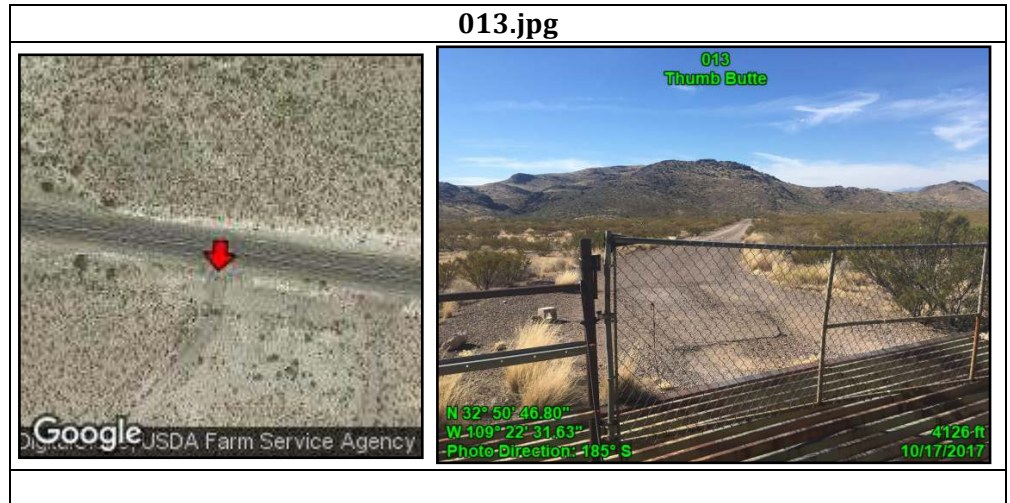 013.jpg
013
Thumb Butte
N 32° 50' 46.80"
W 109° 22' 31.63"
Photo Direction: 185° S
4126 ft
10/17/2017
Google
USDA Farm Service Agency